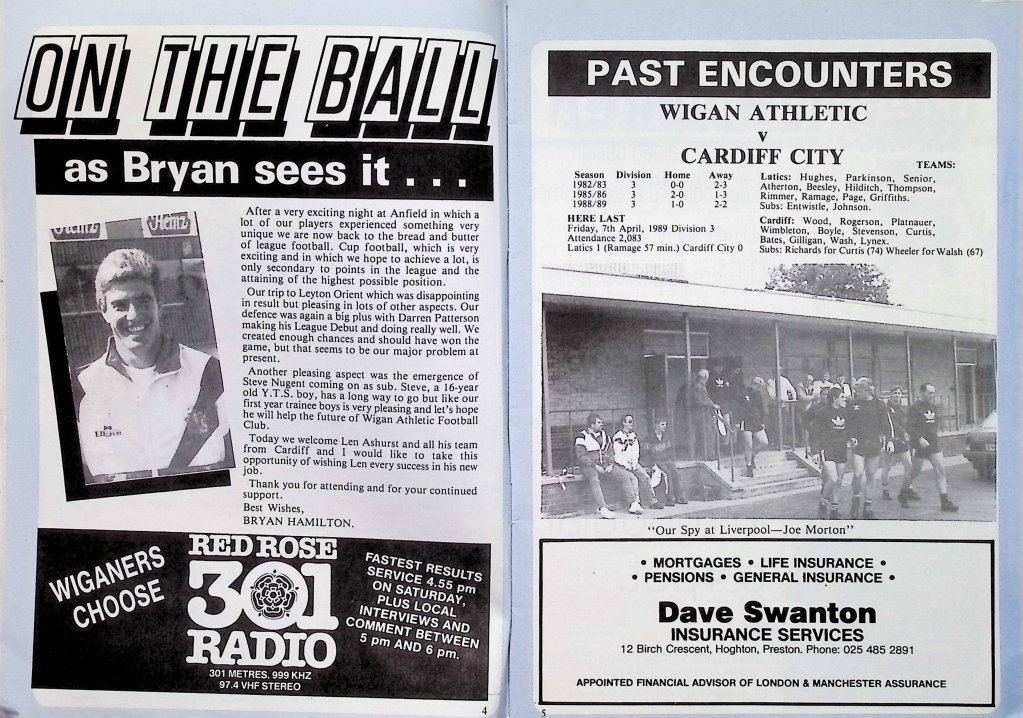 ON THE BALL
as Bryan sees it . . .
After a very exciting night at Anfield in which a
lot of our players experienced something very
unique we are now back to the bread and butter
of league football. Cup football, which is very
exciting and in which we hope to achieve a lot, is
only secondary to points in the league and the
attaining of the highest possible position.
Our trip to Leyton Orient which was disappointing
in result but pleasing in lots of other aspects. Our
defence was again a big plus with Darren Patterson
making his League Debut and doing really well. We
created enough chances and should have won the
game, but that seems to be our major problem at
present.
Another pleasing aspect was the emergence of
Steve Nugent coming on as sub. Steve, a 16-year
old Y.T.S. boy, has a long way to go but like our
first year trainee boys is very pleasing and let's hope
he will help the future of Wigan Athletic Football
Club.
Today we welcome Len Ashurst and all his team
from Cardiff and I would like to take this
opportunity of wishing Len every success in his new
job.
Thank you for attending and for your continued
support.
Best Wishes,
BRYAN HAMILTON.
WIGANERS
CHOOSE
RED ROSE
301
RADIO
301 METRES. 999 KHZ
97.4 VHF STEREO
FASTEST RESULTS
SERVICE 4.55 pm
ON SATURDAY,
PLUS LOCAL
INTERVIEWS AND
COMMENT BETWEEN
5 pm AND 6 pm.
4
PAST ENCOUNTERS
WIGAN ATHLETIC
v
CARDIFF CITY
Season Division Home Away
1982/83 3 0-0 2-3
1985/86 3 2-0 1-3
1988/89 3 1-0 2-2
HERE LAST
Friday, 7th April, 1989 Division 3
Attendance 2,083
Latics 1 (Ramage 57 min.) Cardiff City 0
TEAMS:
Latics: Hughes, Parkinson, Senior,
Atherton, Beesley, Hilditch, Thompson,
Rimmer, Ramage, Page, Griffiths.
Subs: Entwistle, Johnson.
Cardiff: Wood, Rogerson, Platnauer,
Wimbleton, Boyle, Stevenson, Curtis,
Bates, Gilligan, Wash, Lynex.
Subs: Richards for Curtis (74) Wheeler for Walsh (67)
"Our Spy at Liverpool—Joe Morton"
• MORTGAGES • LIFE INSURANCE •
• PENSIONS • GENERAL INSURANCE •
Dave Swanton
INSURANCE SERVICES
12 Birch Crescent, Hoghton, Preston. Phone: 025 485 2891
APPOINTED FINANCIAL ADVISOR OF LONDON & MANCHESTER ASSURANCE
5